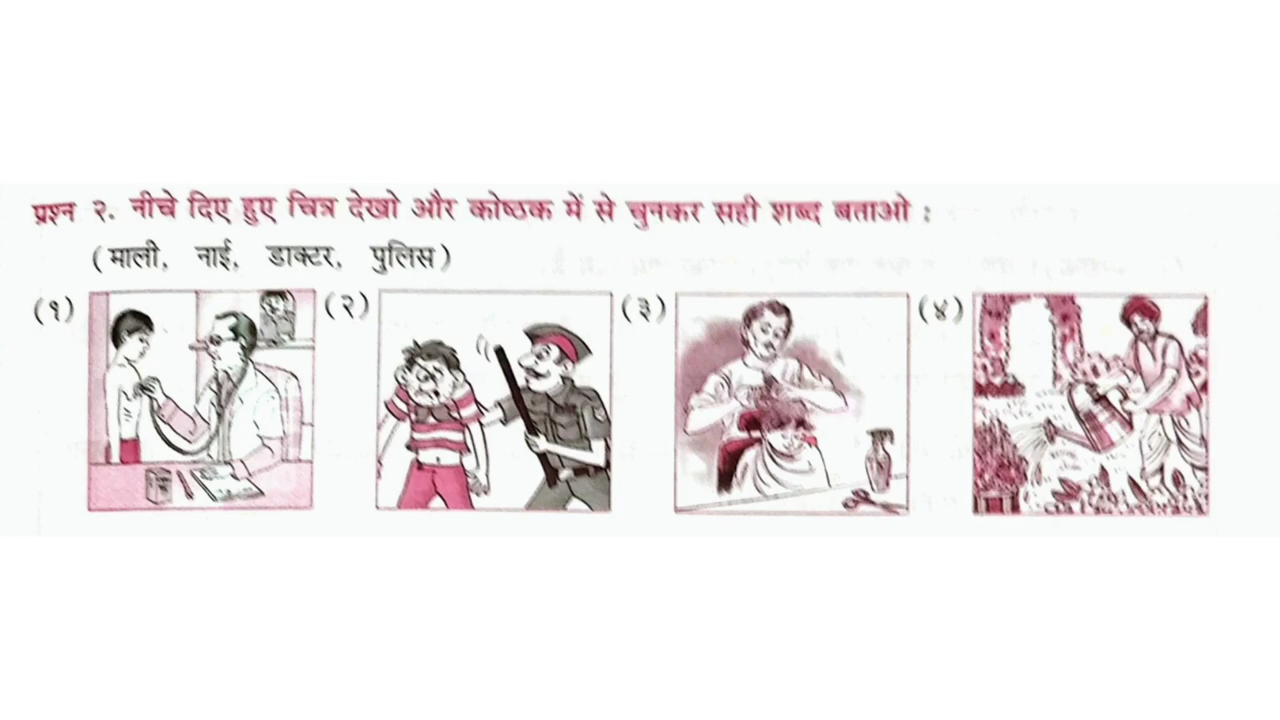 प्रश्न २. नीचे दिए हुए चित्र देखो और कोष्ठक में से चुनकर सही शब्द बताओ :
(माली, नाई, डाक्टर, पुलिस)
(१) (२) (३) (४)